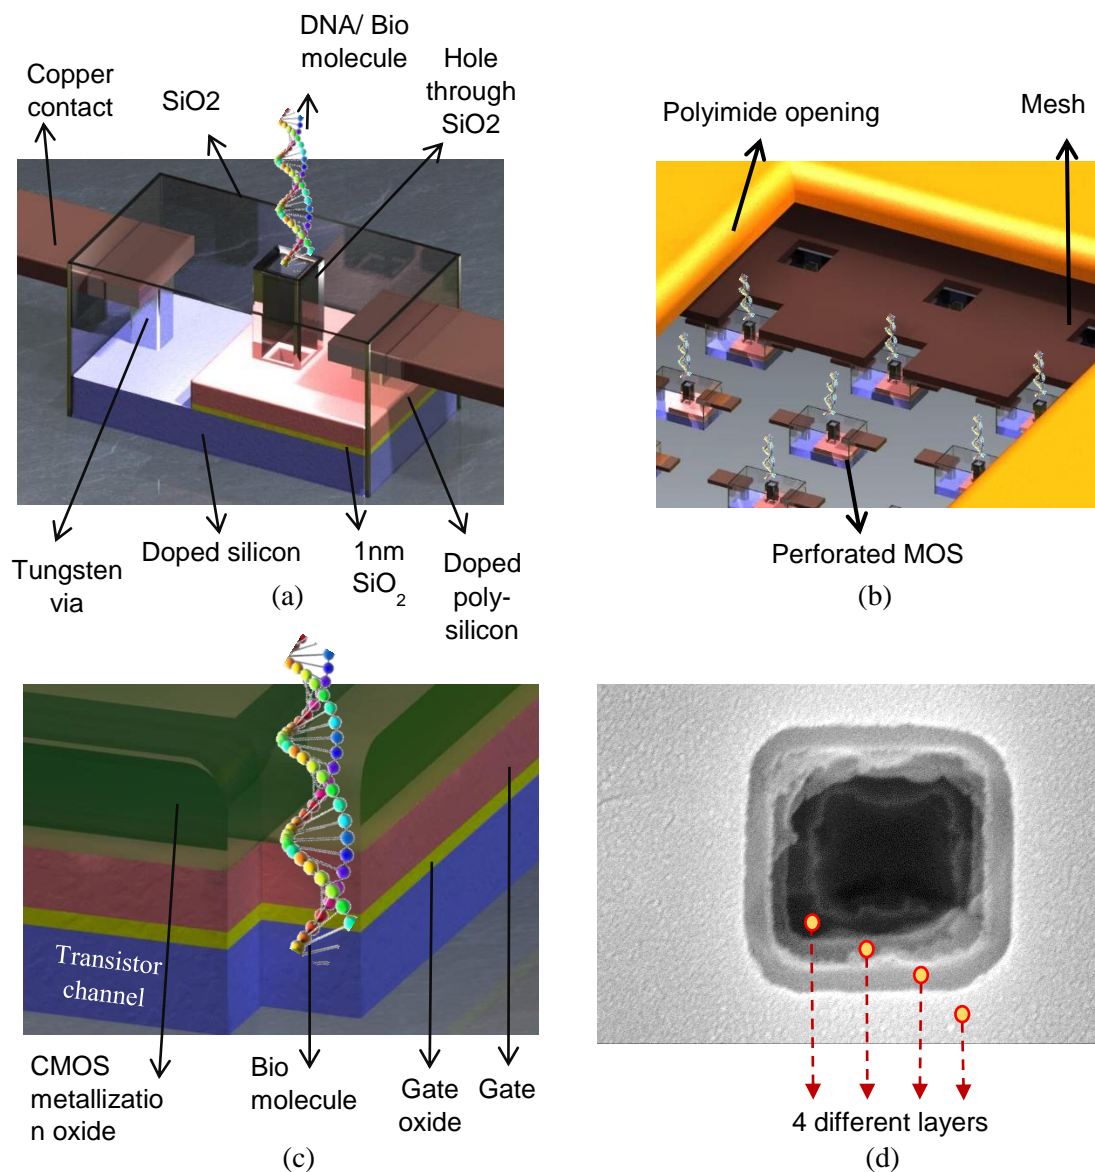 Copper
contact
SiO2
DNA/ Bio
molecule
Hole
through
SiO2
Tungsten
via
Doped silicon
1nm
SiO2
Doped
poly-
silicon
(a)
Polyimide opening
Mesh
Perforated MOS
(b)
Transistor
channel
CMOS
metallizatio
n oxide
Bio
molecule
Gate
oxide
Gate
(c)
4 different layers
(d)